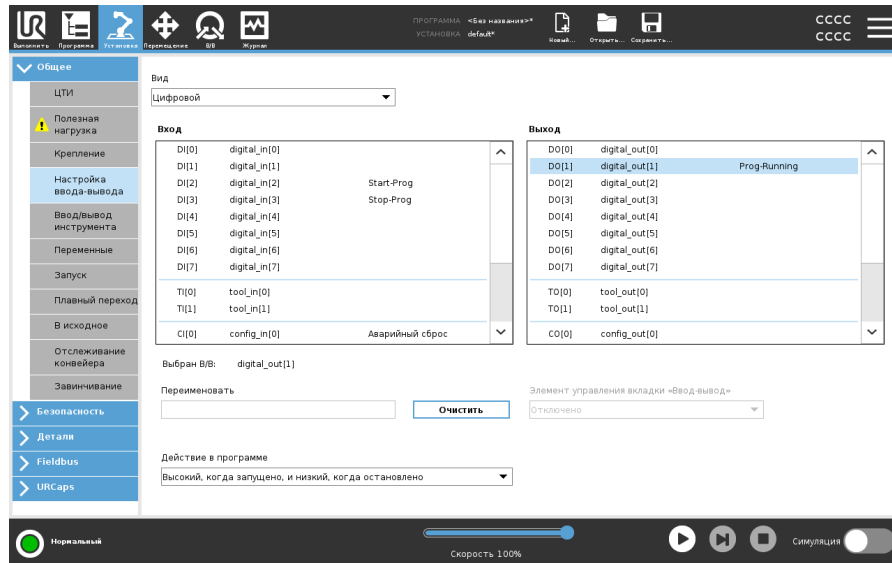 Выполнить
Программа
Установка
Перемещение
В/В
Журнал
ПРОГРАММА <Без названия>*
УСТАНОВКА default*
Новый...
Открыть...
Сохранить...
CCCC
CCCC
Общее
ЦТИ
Полезная
нагрузка
Крепление
Настройка
ввода-вывода
Ввод/вывод
инструмента
Переменные
Запуск
Плавный переход
В исходное
Отслеживание
конвейера
Завинчивание
Безопасность
Детали
Fieldbus
URCaps
Вид
Цифровой
Вход
DI[0] digital_in[0]
DI[1] digital_in[1]
DI[2] digital_in[2] Start-Prog
DI[3] digital_in[3] Stop-Prog
DI[4] digital_in[4]
DI[5] digital_in[5]
DI[6] digital_in[6]
DI[7] digital_in[7]
TI[0] tool_in[0]
TI[1] tool_in[1]
CI[0] config_in[0] Аварийный сброс
Выход
DO[0] digital_out[0]
DO[1] digital_out[1] Prog-Running
DO[2] digital_out[2]
DO[3] digital_out[3]
DO[4] digital_out[4]
DO[5] digital_out[5]
DO[6] digital_out[6]
DO[7] digital_out[7]
TO[0] tool_out[0]
TO[1] tool_out[1]
CO[0] config_out[0]
Выбран В/В: digital_out[1]
Переименовать
Очистить
Элемент управления вкладки «Ввод-вывод»
Отключено
Действие в программе
Высокий, когда запущено, и низкий, когда остановлено
Нормальный
Скорость 100%
Симуляция